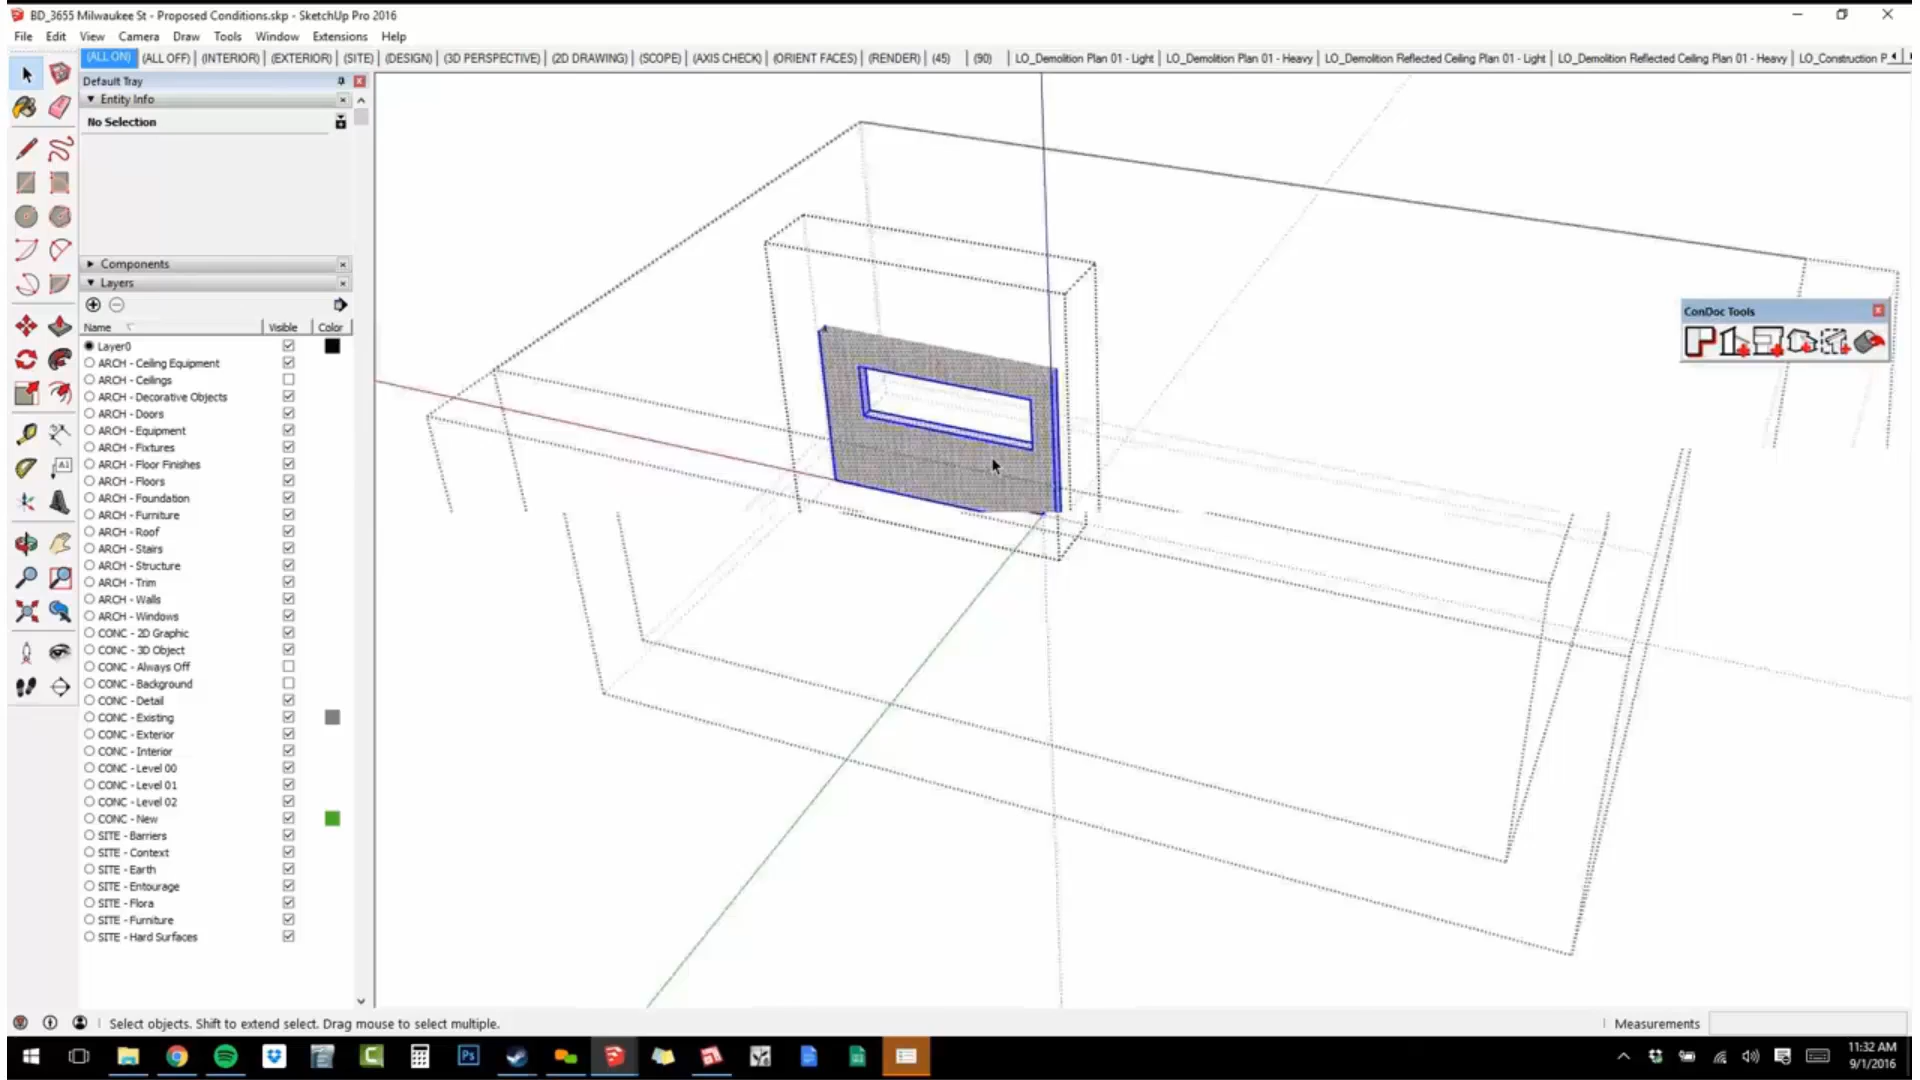 BD_3655 Milwaukee St - Proposed Conditions.skp - SketchUp Pro 2016
File Edit View Camera Draw Tools Window Extensions Help
(ALL ON) (ALL OFF) (INTERIOR) (EXTERIOR) (SITE) (DESIGN) (3D PERSPECTIVE) (2D DRAWING) (SCOPE) (AXIS CHECK) (ORIENT FACES) (RENDER) (45) (90) LO_Demolition Plan 01 - Light LO_Demolition Plan 01 - Heavy LO_Demolition Reflected Ceiling Plan 01 - Light LO_Demolition Reflected Ceiling Plan 01 - Heavy LO_Construction P
Default Tray
Entity Info
No Selection
Components
Layers
Name Visible Color
Layer0
ARCH - Ceiling Equipment
ARCH - Ceilings
ARCH - Decorative Objects
ARCH - Doors
ARCH - Equipment
ARCH - Fixtures
ARCH - Floor Finishes
ARCH - Floors
ARCH - Foundation
ARCH - Furniture
ARCH - Roof
ARCH - Stairs
ARCH - Structure
ARCH - Trim
ARCH - Walls
ARCH - Windows
CONC - 2D Graphic
CONC - 3D Object
CONC - Always Off
CONC - Background
CONC - Detail
CONC - Existing
CONC - Exterior
CONC - Interior
CONC - Level 00
CONC - Level 01
CONC - Level 02
CONC - New
SITE - Barriers
SITE - Context
SITE - Earth
SITE - Entourage
SITE - Flora
SITE - Furniture
SITE - Hard Surfaces
ConDoc Tools
Select objects. Shift to extend select. Drag mouse to select multiple.
Measurements
Ps
11:32 AM
9/1/2016